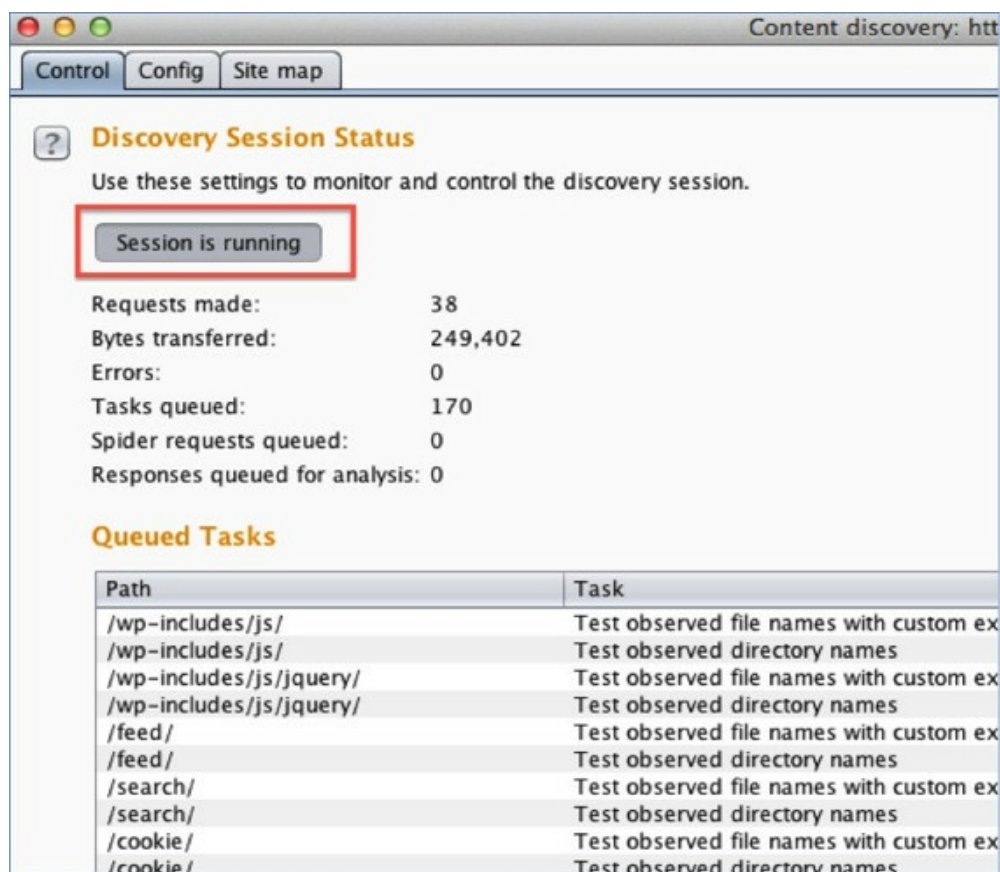 Content discovery: htt
Control Config Site map
? Discovery Session Status
Use these settings to monitor and control the discovery session.
Session is running
Requests made: 38
Bytes transferred: 249,402
Errors: 0
Tasks queued: 170
Spider requests queued: 0
Responses queued for analysis: 0
Queued Tasks
Path Task
/wp-includes/js/ Test observed file names with custom ex
/wp-includes/js/ Test observed directory names
/wp-includes/js/jquery/ Test observed file names with custom ex
/wp-includes/js/jquery/ Test observed directory names
/feed/ Test observed file names with custom ex
/feed/ Test observed directory names
/search/ Test observed file names with custom ex
/search/ Test observed directory names
/cookie/ Test observed file names with custom ex
/cookie/ Test observed directory names